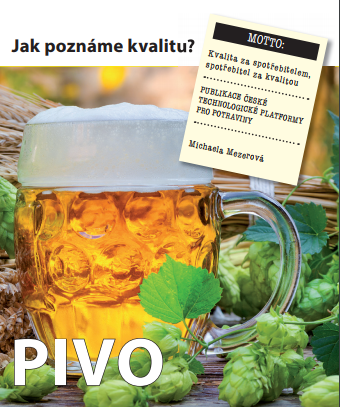 Jak poznáme kvalitu?
MOTTO:
Kvalita za spotřebitelem,
spotřebitel za kvalitou
PUBLIKACE ČESKÉ
TECHNOLOGICKÉ PLATFORMY
PRO POTRAVINY
Michaela Mezerová
PIVO